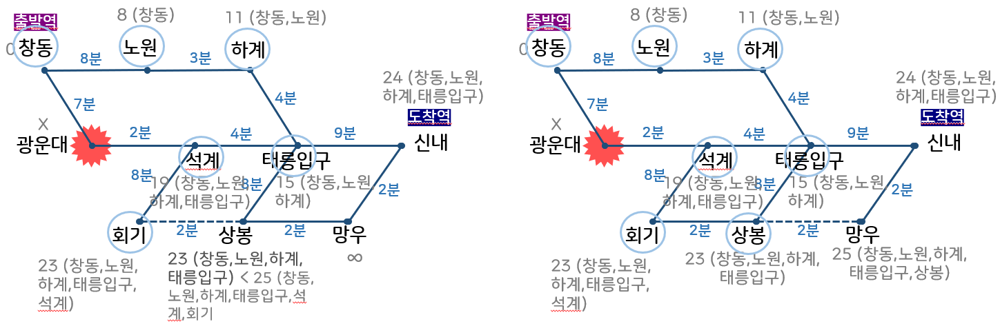 출발역
8 (창동)
11 (창동,노원)
0
창동
노원
하계
8분
3분
24 (창동,노원,
하계,태릉입구)
7분
4분
도착역
X
광운대
2분
4분
9분
신내
석계
태릉입구
8분
19 (창동,노원,
하계,태릉입구)
8분
15 (창동,노원,
하계)
2분
회기
2분
상봉
2분
망우
∞
23 (창동,노원,
하계,태릉입구,
석계)
23 (창동,노원,하계,
태릉입구) < 25 (창동,
노원,하계,태릉입구,석
계,회기
출발역
8 (창동)
11 (창동,노원)
0
창동
노원
하계
8분
3분
24 (창동,노원,
하계,태릉입구)
7분
4분
도착역
X
광운대
2분
4분
9분
신내
석계
태릉입구
8분
19 (창동,노원,
하계,태릉입구)
8분
15 (창동,노원,
하계)
2분
회기
2분
상봉
2분
망우
23 (창동,노원,
하계,태릉입구,
석계)
23 (창동,노원,하계,
태릉입구)
25 (창동,노원,하계,
태릉입구,상봉)